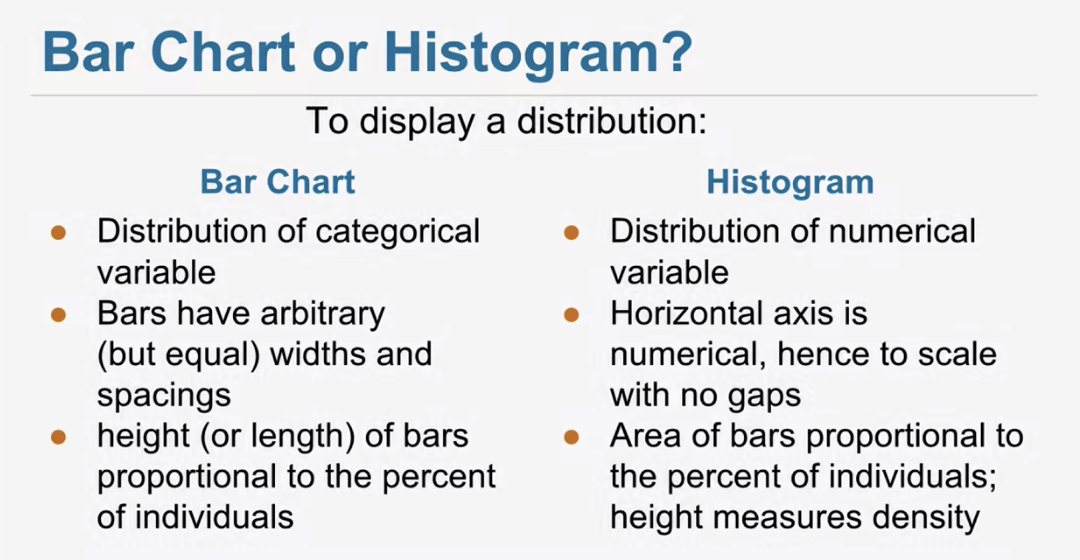 Bar Chart or Histogram?
To display a distribution:
Bar Chart
● Distribution of categorical
variable
● Bars have arbitrary
(but equal) widths and
spacings
● height (or length) of bars
proportional to the percent
of individuals
Histogram
● Distribution of numerical
variable
● Horizontal axis is
numerical, hence to scale
with no gaps
● Area of bars proportional to
the percent of individuals;
height measures density